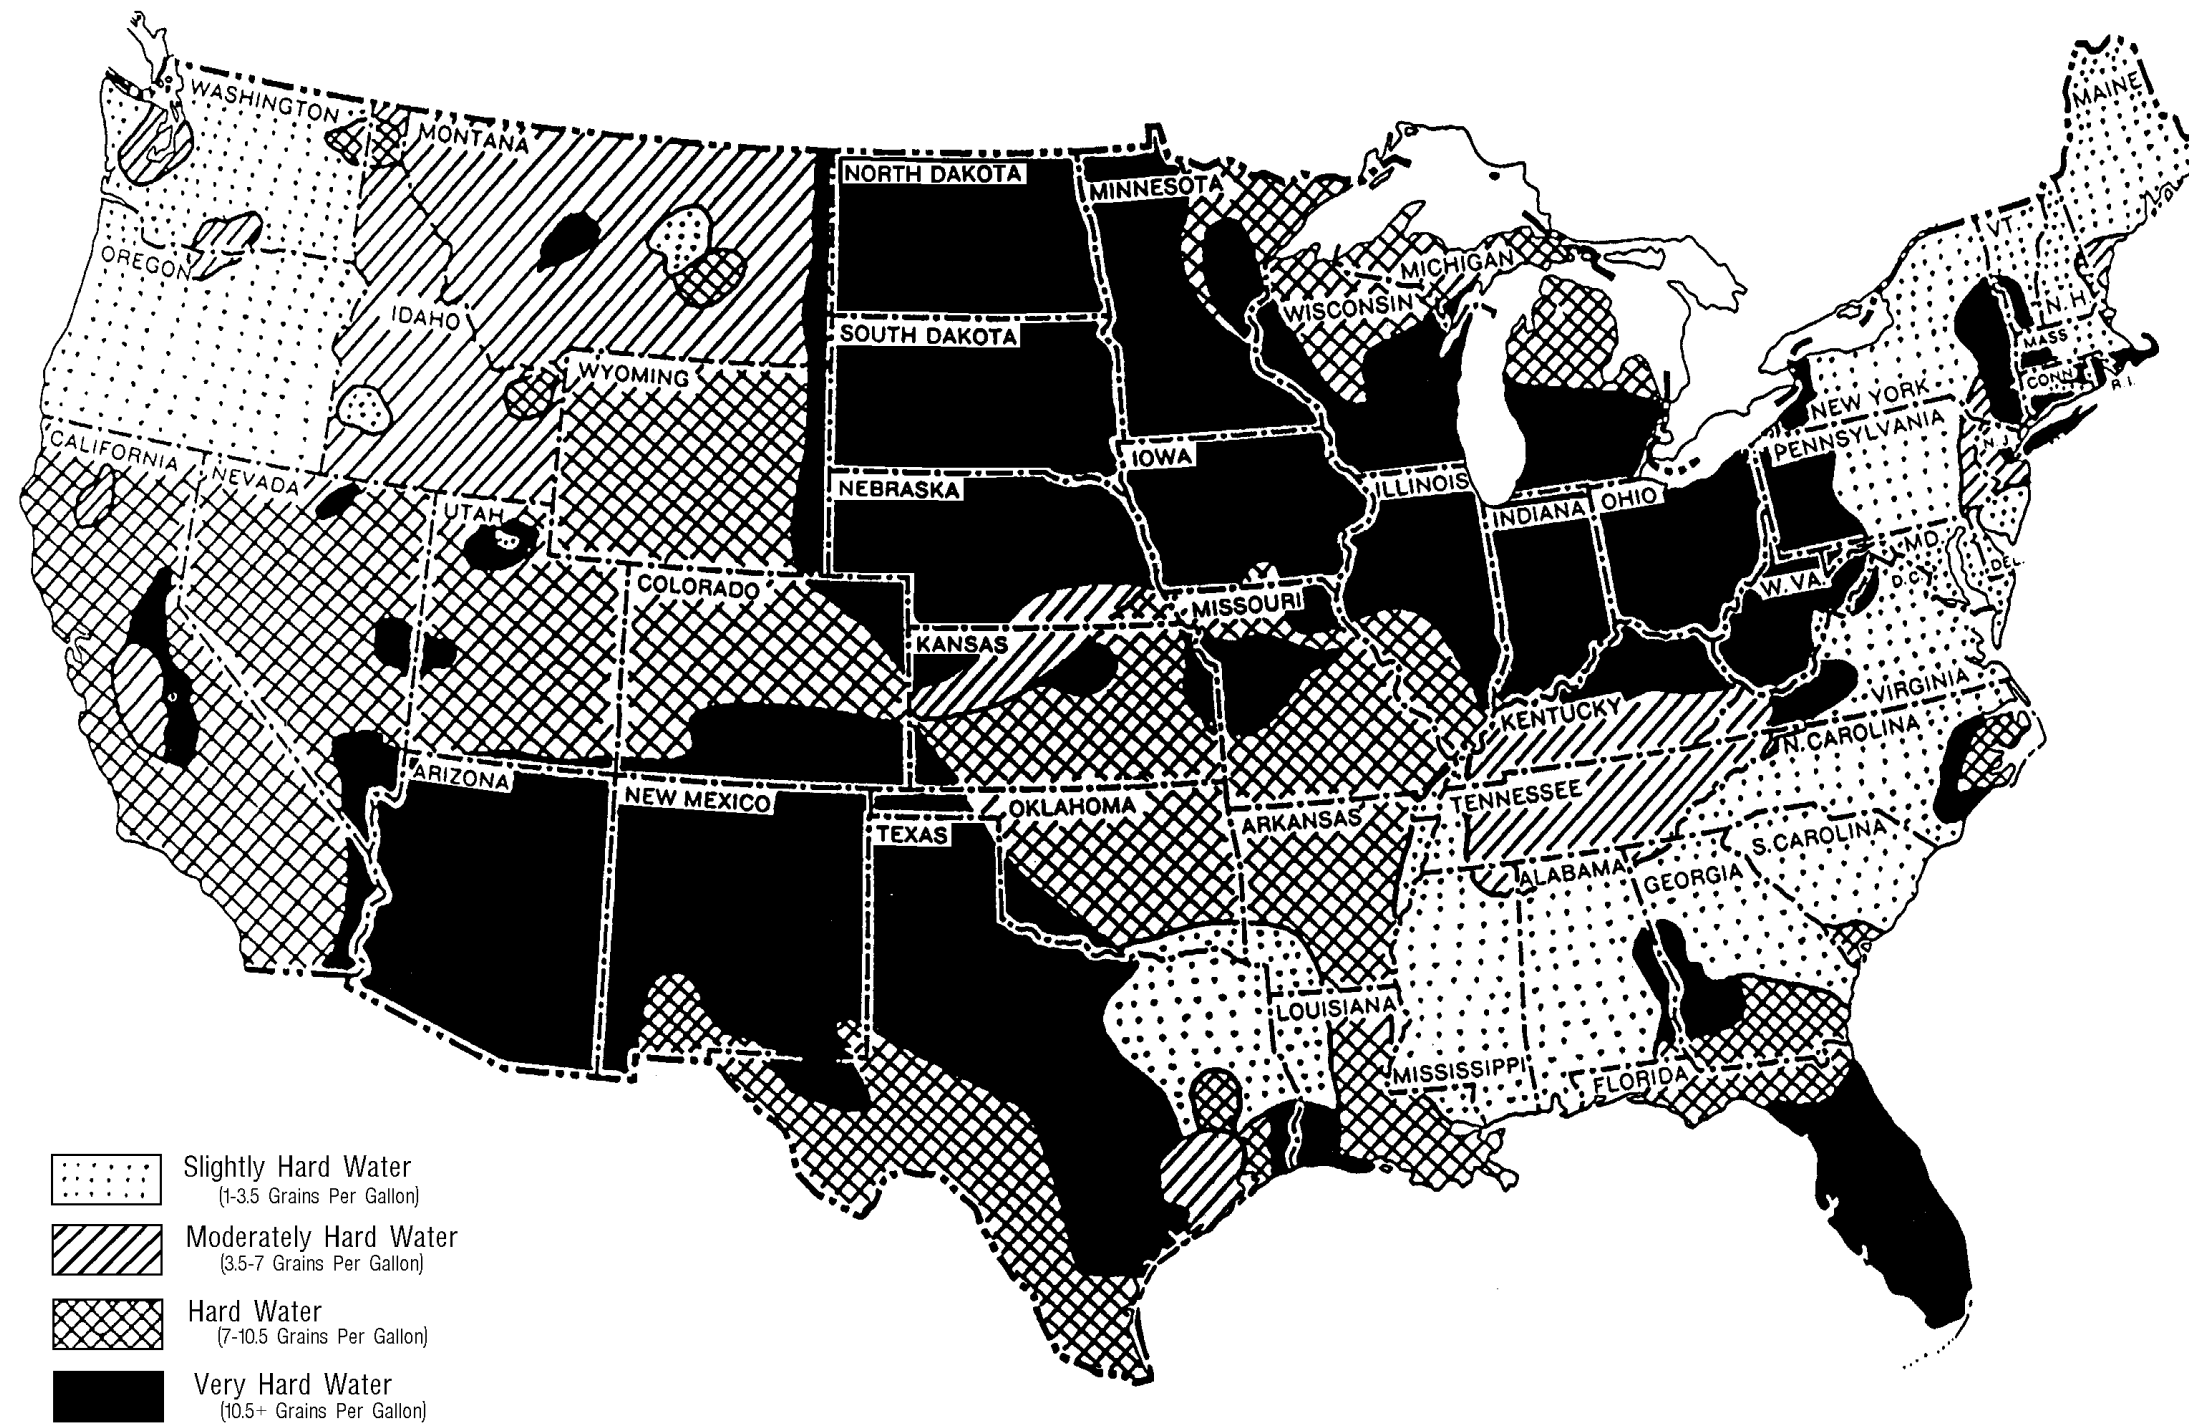 WASHINGTON
MONTANA
MAINE
NORTH DAKOTA
MINNESOTA
VT.
OREGON
MICHIGAN
IDAHO
WISCONSIN
N.H.
SOUTH DAKOTA
MASS
WYOMING
CONN
R.I.
NEW YORK
CALIFORNIA
NEVADA
IOWA
PENNSYLVANIA
N.J.
NEBRASKA
ILLINOIS
UTAH
INDIANA
OHIO
MD.
DEL.
D.C.
COLORADO
W. VA.
MISSOURI
KANSAS
VIRGINIA
KENTUCKY
N. CAROLINA
ARIZONA
NEW MEXICO
OKLAHOMA
TENNESSEE
TEXAS
ARKANSAS
S. CAROLINA
ALABAMA
GEORGIA
LOUISIANA
MISSISSIPPI
FLORIDA
Slightly Hard Water
(1-3.5 Grains Per Gallon)
Moderately Hard Water
(3.5-7 Grains Per Gallon)
Hard Water
(7-10.5 Grains Per Gallon)
Very Hard Water
(10.5+ Grains Per Gallon)